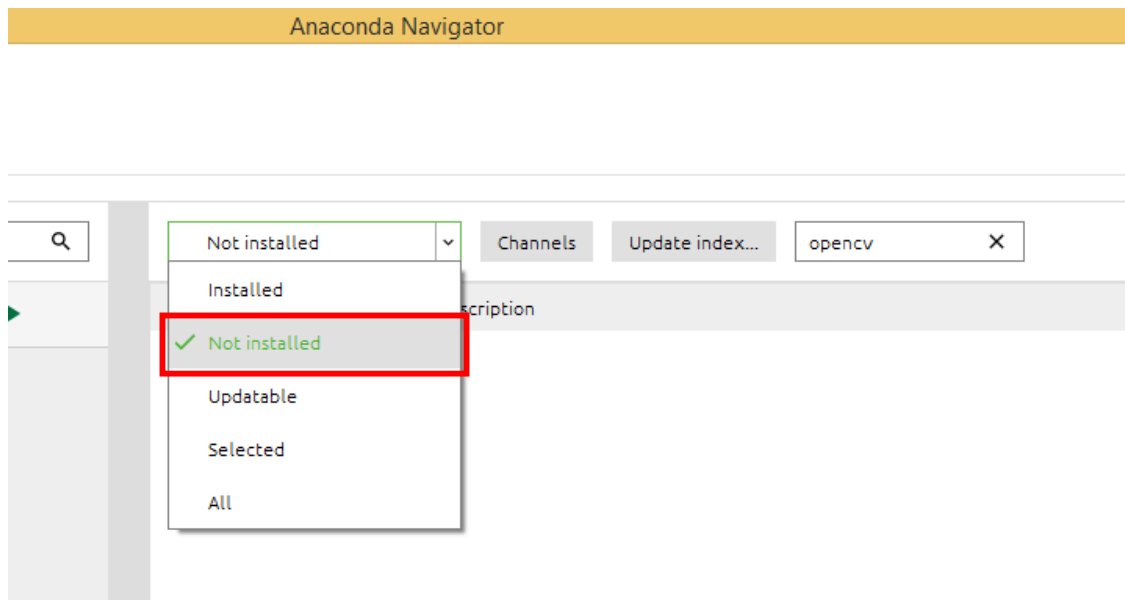 Anaconda Navigator
Not installed
Channels
Update index...
opencv
Installed
scription
Not installed
Updatable
Selected
All